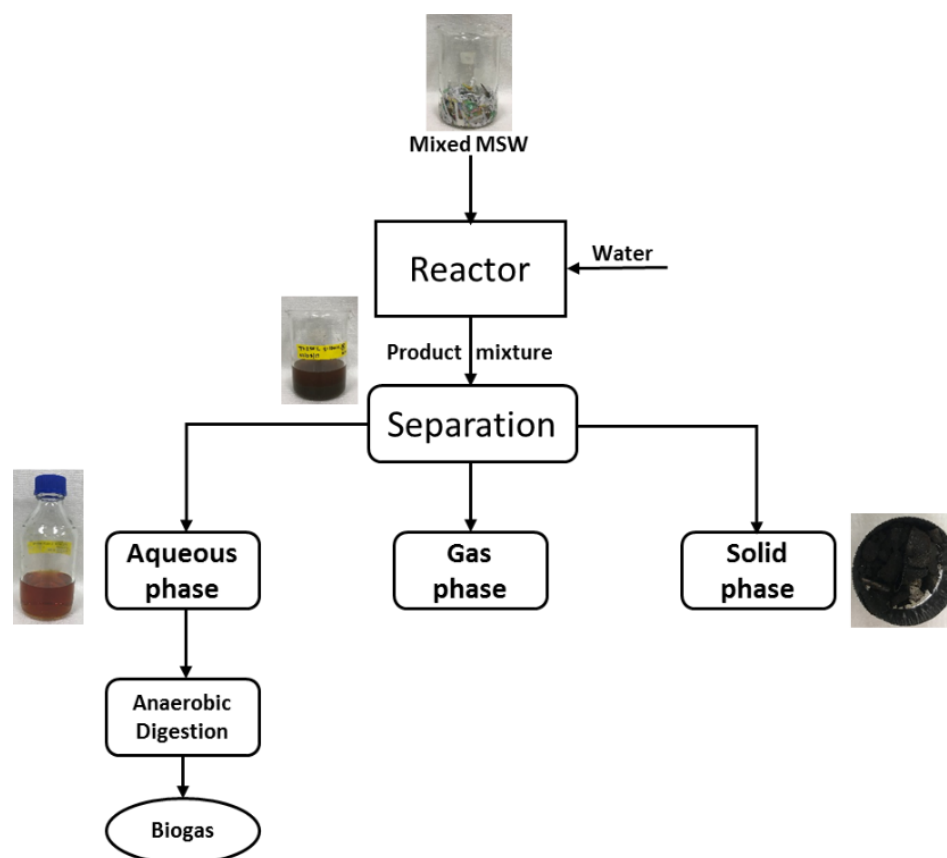 Mixed MSW
Reactor
Water
Product mixture
Separation
Aqueous
phase
Gas
phase
Solid
phase
Anaerobic
Digestion
Biogas